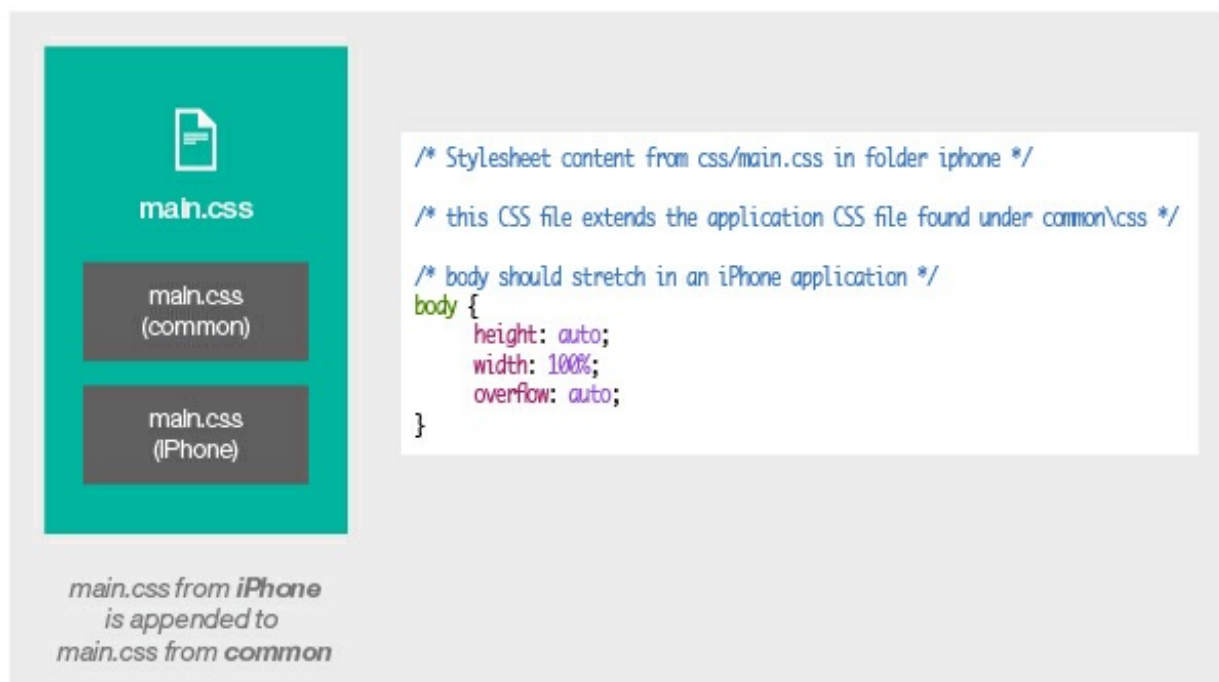 main.css
main.css
(common)
main.css
(iPhone)
main.css from iPhone
is appended to
main.css from common
/* Stylesheet content from css/main.css in folder iphone */
/* this CSS file extends the application CSS file found under common\css */
/* body should stretch in an iPhone application */
body {
height: auto;
width: 100%;
overflow: auto;
}